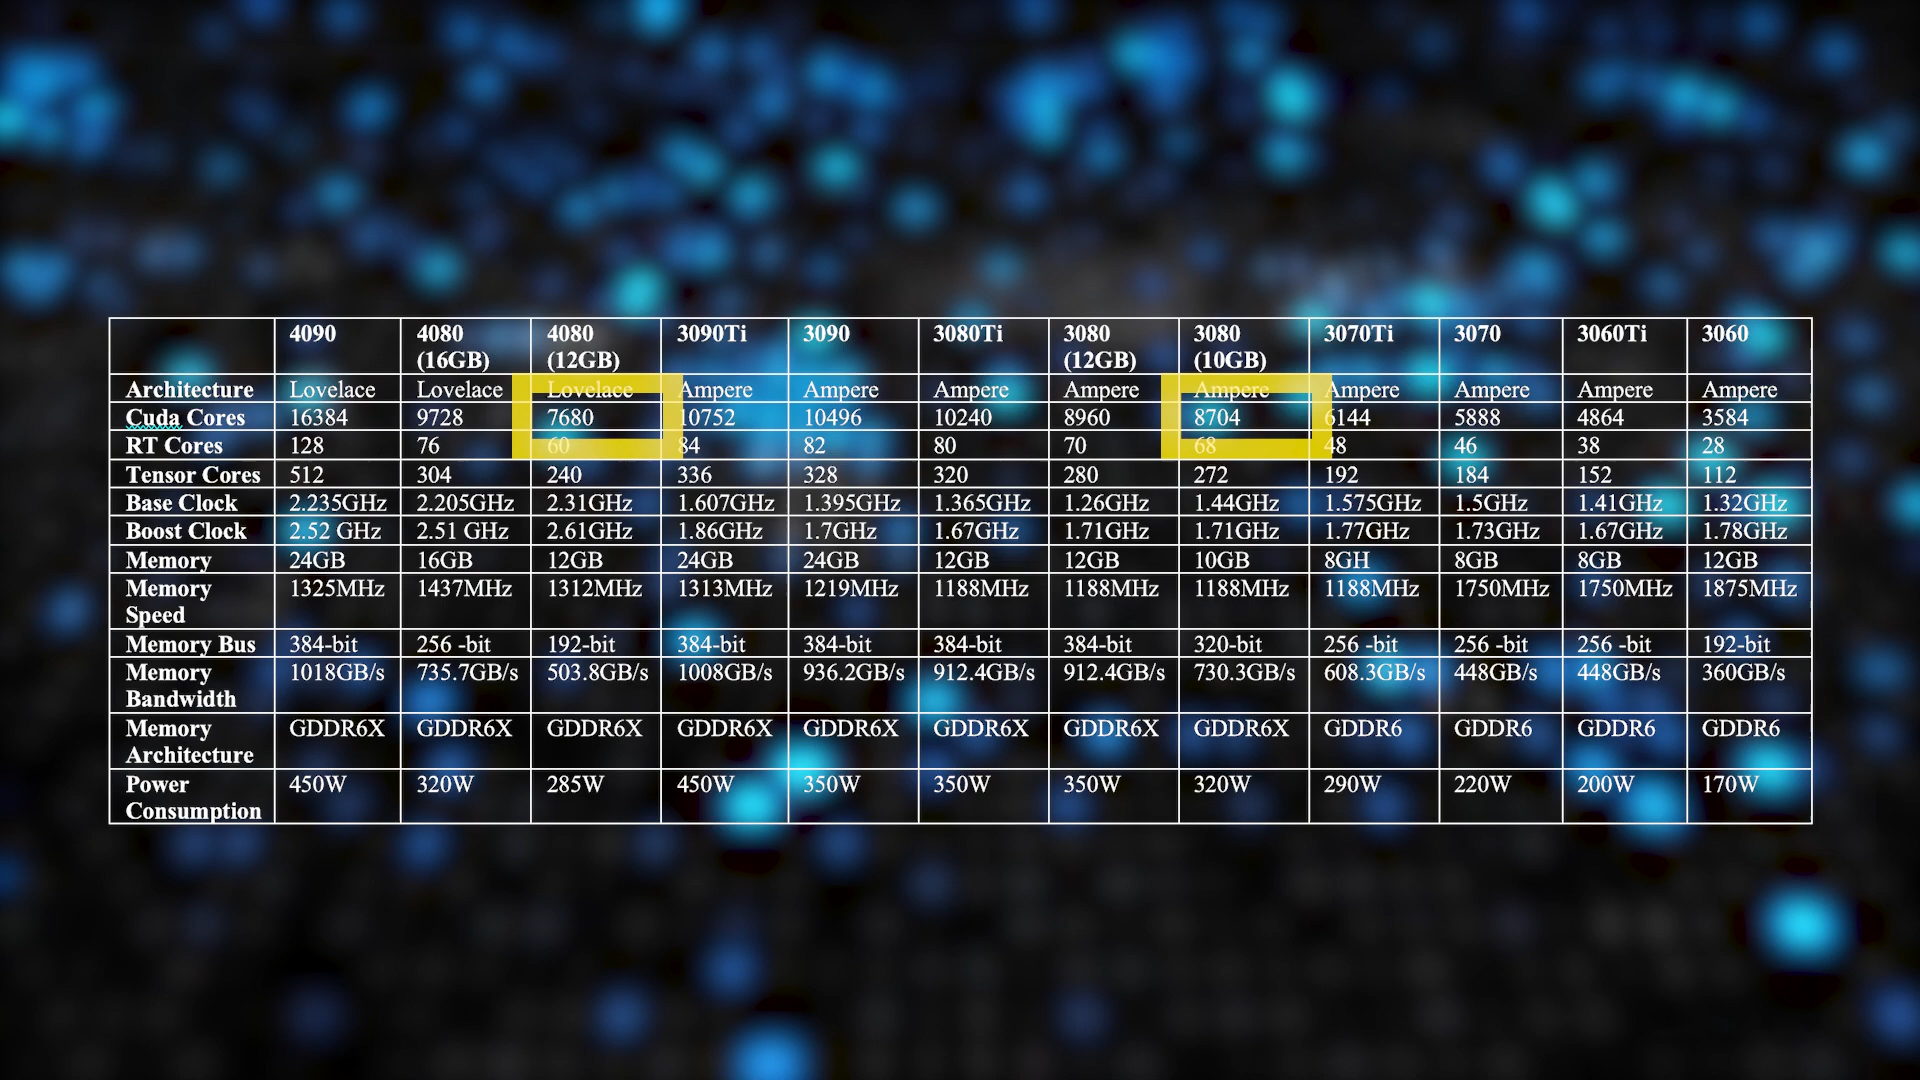 4090 4080 4080 3090Ti 3090 3080Ti 3080 3080 3070Ti 3070 3060Ti 3060
(16GB) (12GB) (12GB) (10GB)
Architecture Lovelace Lovelace Lovelace Ampere Ampere Ampere Ampere Ampere Ampere Ampere Ampere Ampere
Cuda Cores 16384 9728 7680 10752 10496 10240 8960 8704 6144 5888 4864 3584
RT Cores 128 76 60 84 82 80 70 68 48 46 38 28
Tensor Cores 512 304 240 336 328 320 280 272 192 184 152 112
Base Clock 2.235GHz 2.205GHz 2.31GHz 1.607GHz 1.395GHz 1.365GHz 1.26GHz 1.44GHz 1.575GHz 1.5GHz 1.41GHz 1.32GHz
Boost Clock 2.52 GHz 2.51 GHz 2.61GHz 1.86GHz 1.7GHz 1.67GHz 1.71GHz 1.71GHz 1.77GHz 1.73GHz 1.67GHz 1.78GHz
Memory 24GB 16GB 12GB 24GB 24GB 12GB 12GB 10GB 8GH 8GB 8GB 12GB
Memory 1325MHz 1437MHz 1312MHz 1313MHz 1219MHz 1188MHz 1188MHz 1188MHz 1188MHz 1750MHz 1750MHz 1875MHz
Speed
Memory Bus 384-bit 256 -bit 192-bit 384-bit 384-bit 384-bit 384-bit 320-bit 256 -bit 256 -bit 256 -bit 192-bit
Memory 1018GB/s 735.7GB/s 503.8GB/s 1008GB/s 936.2GB/s 912.4GB/s 912.4GB/s 730.3GB/s 608.3GB/s 448GB/s 448GB/s 360GB/s
Bandwidth
Memory GDDR6X GDDR6X GDDR6X GDDR6X GDDR6X GDDR6X GDDR6X GDDR6X GDDR6 GDDR6 GDDR6 GDDR6
Architecture
Power 450W 320W 285W 450W 350W 350W 350W 320W 290W 220W 200W 170W
Consumption